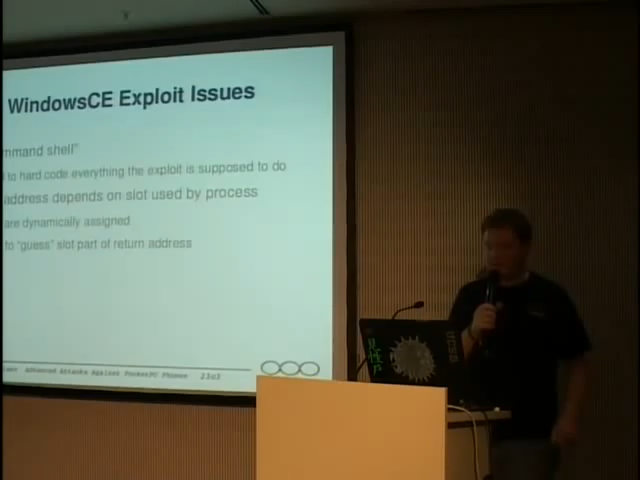 WindowsCE Exploit Issues
mmand shell"
to hard code everything the exploit is supposed to do
address depends on slot used by process
are dynamically assigned
to "guess" slot part of return address
Advanced Attacks Against PocketPC Phones